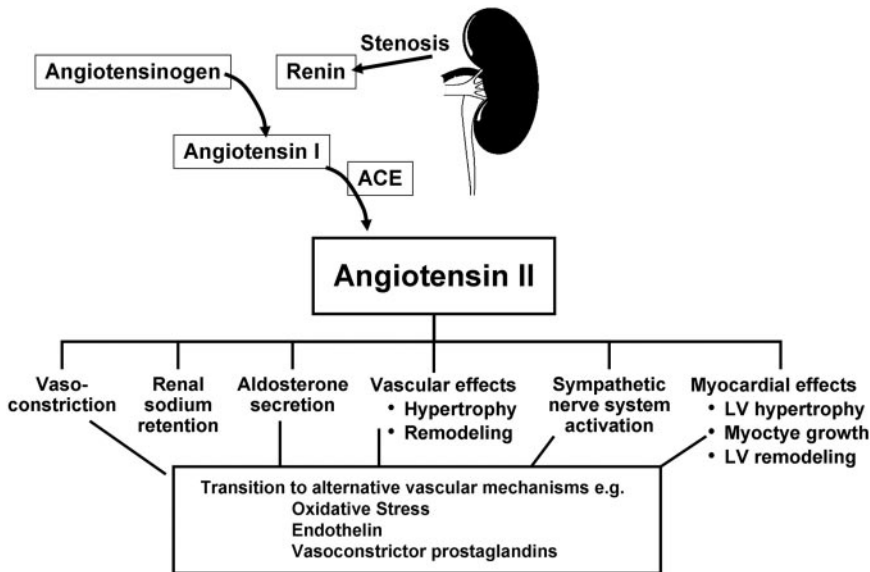 Stenosis
Angiotensinogen
Renin
Angiotensin I
ACE
Angiotensin II
Vaso-
constriction
Renal
sodium
retention
Aldosterone
secretion
Vascular effects
• Hypertrophy
• Remodeling
Sympathetic
nerve system
activation
Myocardial effects
• LV hypertrophy
• Myoctye growth
• LV remodeling
Transition to alternative vascular mechanisms e.g.
Oxidative Stress
Endothelin
Vasoconstrictor prostaglandins